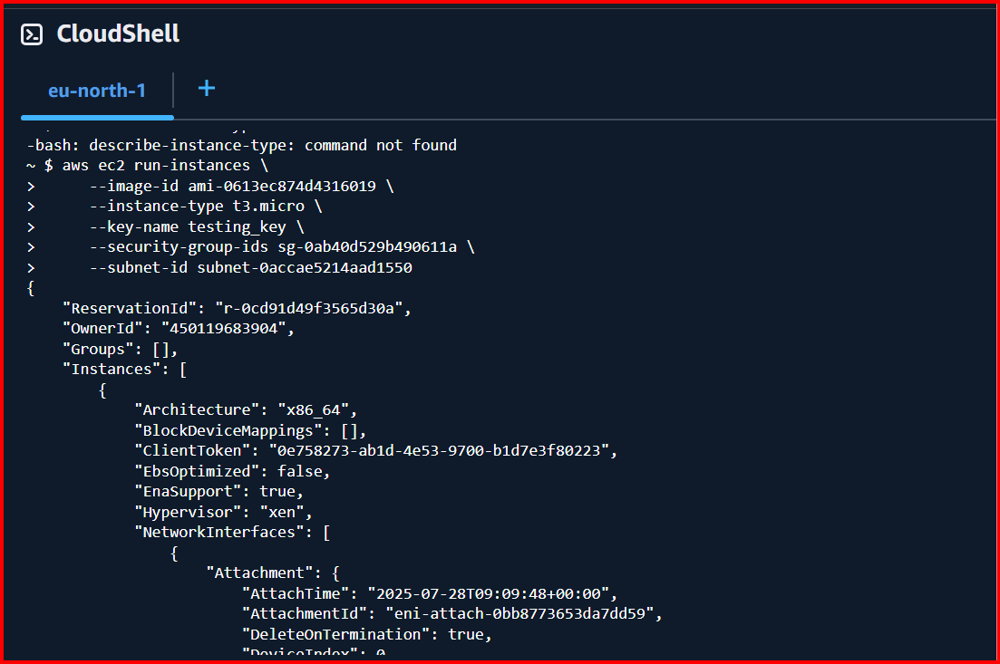 CloudShell
eu-north-1
-bash: describe-instance-type: command not found
~ $ aws ec2 run-instances \
>      --image-id ami-0613ec874d4316019 \
>      --instance-type t3.micro \
>      --key-name testing_key \
>      --security-group-ids sg-0ab40d529b490611a \
>      --subnet-id subnet-0accae5214aad1550
{
    "ReservationId": "r-0cd91d49f3565d30a",
    "OwnerId": "450119683904",
    "Groups": [],
    "Instances": [
        {
            "Architecture": "x86_64",
            "BlockDeviceMappings": [],
            "ClientToken": "0e758273-ab1d-4e53-9700-b1d7e3f80223",
            "EbsOptimized": false,
            "EnaSupport": true,
            "Hypervisor": "xen",
            "NetworkInterfaces": [
                {
                    "Attachment": {
                        "AttachTime": "2025-07-28T09:09:48+00:00",
                        "AttachmentId": "eni-attach-0bb8773653da7dd59",
                        "DeleteOnTermination": true,
                        "DeviceIndex": 0,